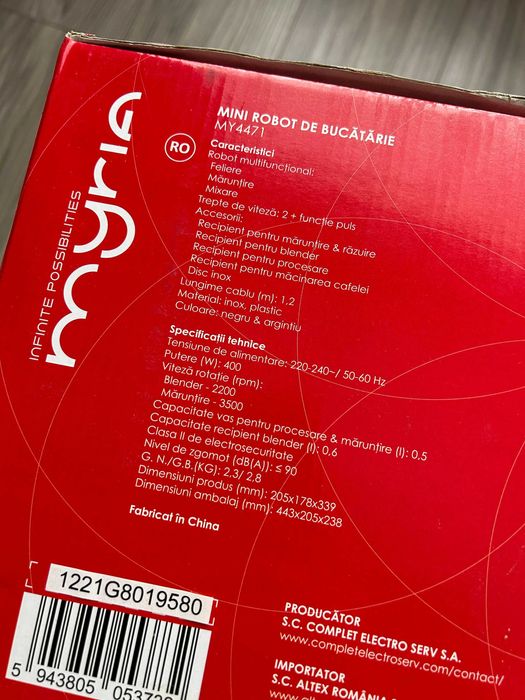 myria
INFINITE POSSIBILITIES
MINI ROBOT DE BUCĂTĂRIE
MY4471
RO
Caracteristici
Robot multifuncțional:
Feliere
Mărunțire
Mixare
Trepte de viteză: 2 + funcție puls
Accesorii:
Recipient pentru mărunțire & răzuire
Recipient pentru blender
Recipient pentru procesare
Recipient pentru măcinarea cafelei
Disc inox
Lungime cablu (m): 1,2
Material: inox, plastic
Culoare: negru & argintiu
Specificații tehnice
Tensiune de alimentare: 220-240~/ 50-60 Hz
Putere (W): 400
Viteză rotație (rpm):
Blender - 2200
Mărunțire - 3500
Capacitate vas pentru procesare & mărunțire (l): 0.5
Capacitate recipient blender (l): 0.6
Clasa II de electrosecuritate
Nivel de zgomot (dB(A)): ≤ 90
G. N./G.B.(KG): 2.3/ 2.8
Dimensiuni produs (mm): 205x178x339
Dimensiuni ambalaj (mm): 443x205x238
Fabricat în China
1221G8019580
5 943805
PRODUCĂTOR
S.C. COMPLET ELECTRO SERV S.A.
www.completelectroserv.com/contact/
IMPORTATOR
S.C. ALTEX ROMÂNIA